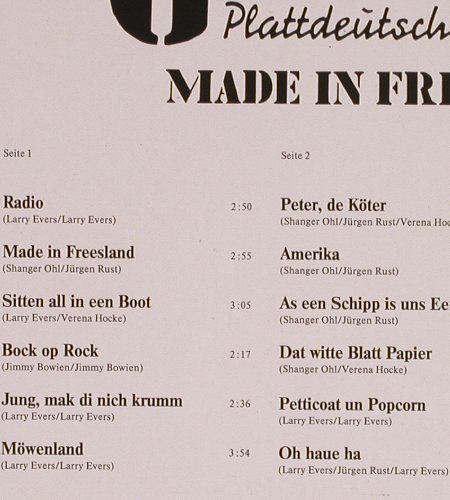 Plattdeutsch
MADE IN FRE
Seite 1
Radio 2:50
(Larry Evers/Larry Evers)
Made in Freesland 2:55
(Shanger Ohl/Jürgen Rust)
Sitten all in een Boot 3:05
(Larry Evers/Verena Hocke)
Bock op Rock 2:17
(Jimmy Bowien/Jimmy Bowien)
Jung, mak di nich krumm 2:36
(Larry Evers/Larry Evers)
Möwenland 3:54
(Larry Evers/Larry Evers)
Seite 2
Peter, de Köter
(Shanger Ohl/Jürgen Rust/Verena Hoc
Amerika
(Shanger Ohl/Jürgen Rust)
As een Schipp is uns Ee
(Shanger Ohl/Jürgen Rust)
Dat witte Blatt Papier
(Shanger Ohl/Verena Hocke)
Petticoat un Popcorn
(Larry Evers/Larry Evers)
Oh haue ha
(Larry Evers/Jürgen Rust/Larry Evers)